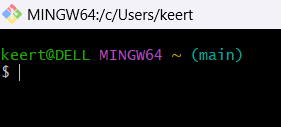 MINGW64:/c/Users/keert
keert@DELL MINGW64 ~ (main)
$